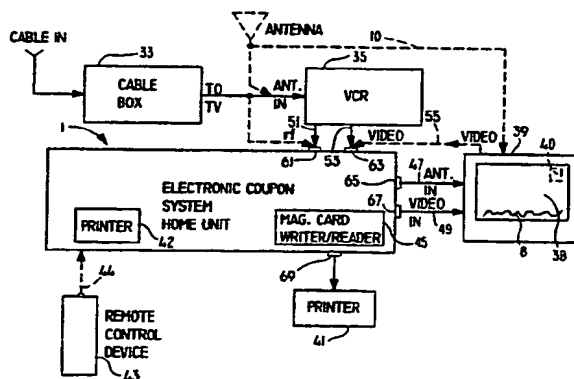 ANTENNA
10
CABLE IN
33
35
CABLE
BOX
TO
TV
ANT.
IN
VCR
1
51
rf
53
VIDEO
55
VIDEO
39
61
63
65
47
ANT.
IN
40
ELECTRONIC COUPON
SYSTEM
HOME UNIT
67
VIDEO
IN
49
8
38
PRINTER
42
MAG. CARD
WRITER/READER
45
69
44
PRINTER
41
REMOTE
CONTROL
DEVICE
43